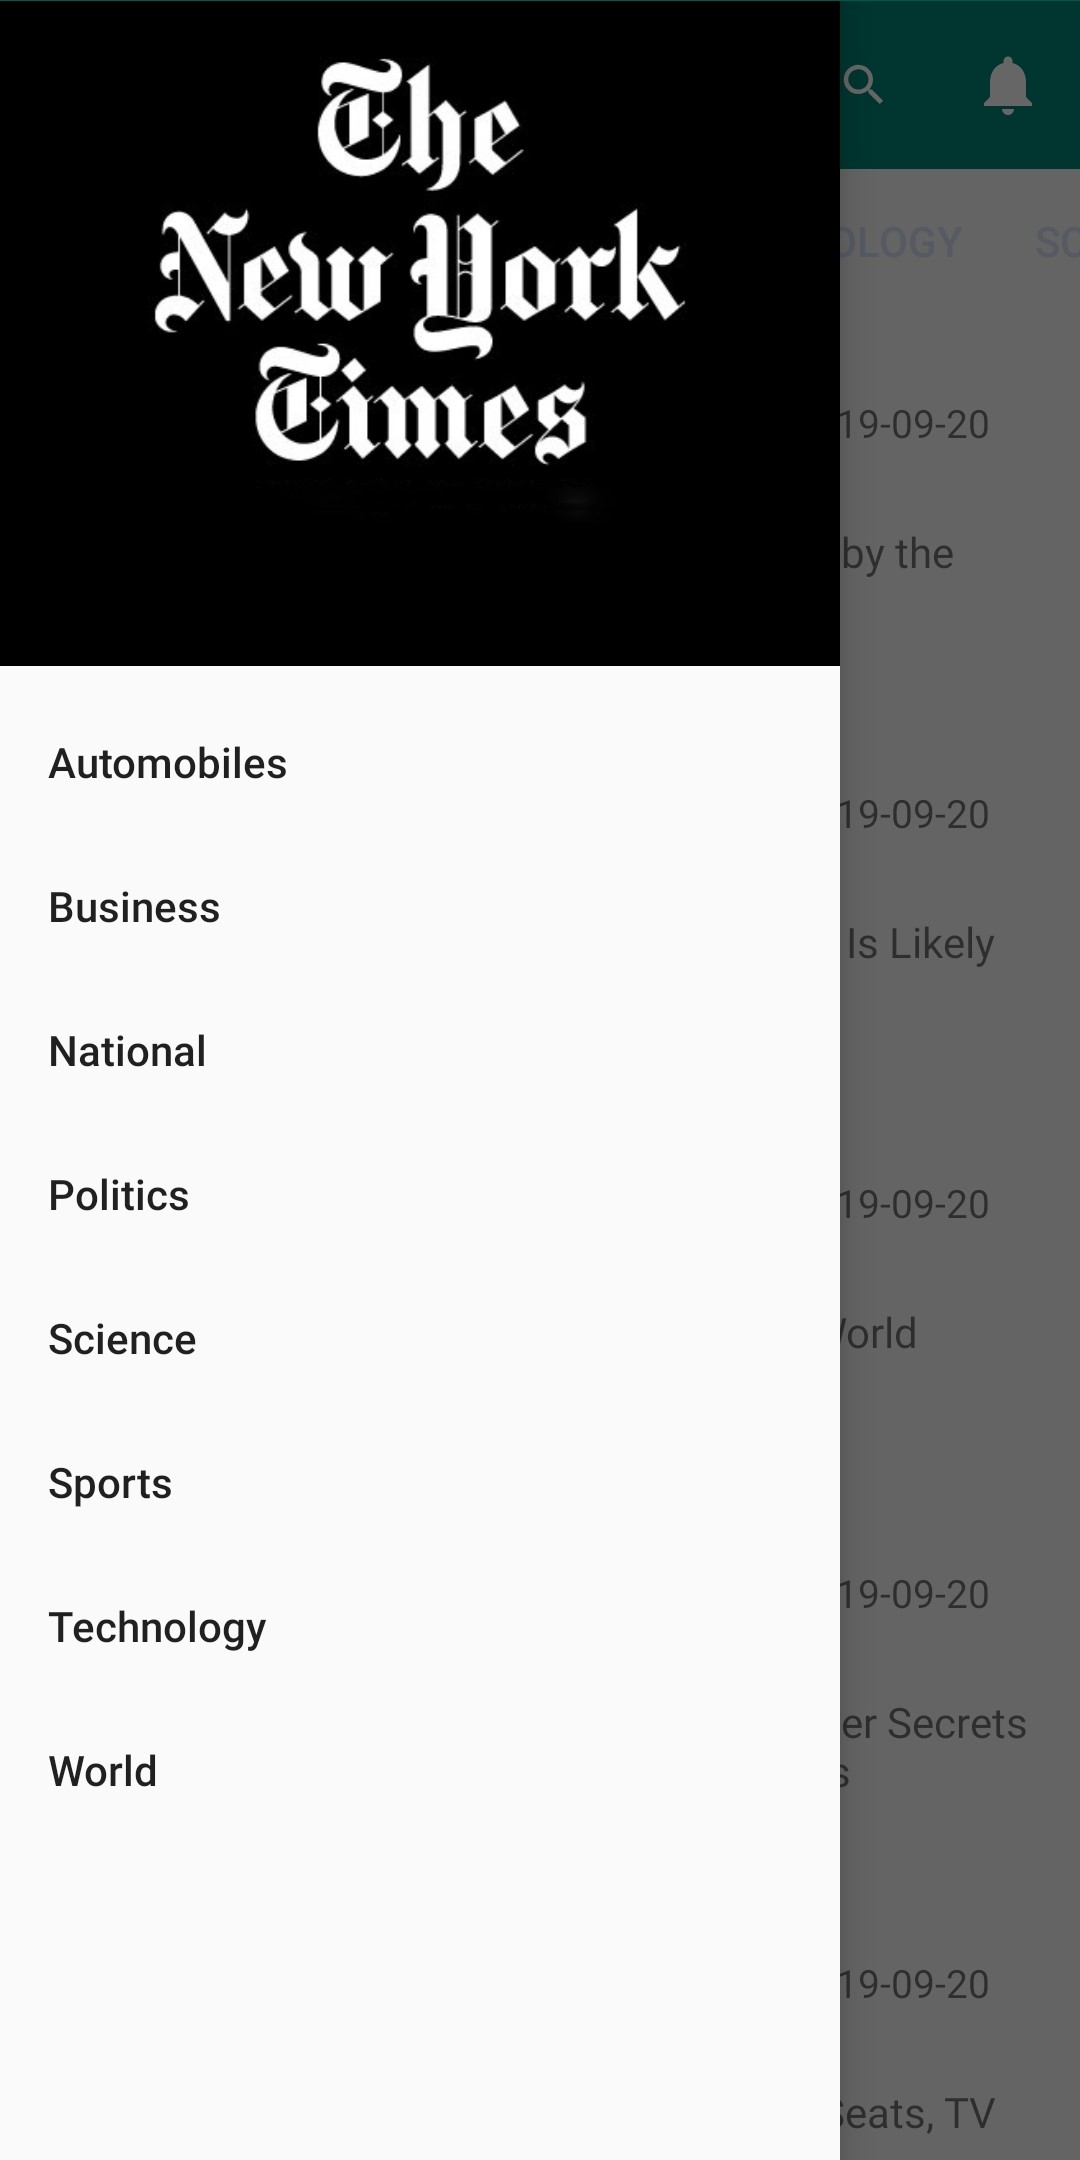 The
New York
Times
OLOGY SC
19-09-20
by the
Automobiles
19-09-20
Business
Is Likely
National
Politics
19-09-20
Science
orld
Sports
19-09-20
Technology
er Secrets
World
s
19-09-20
eats, TV